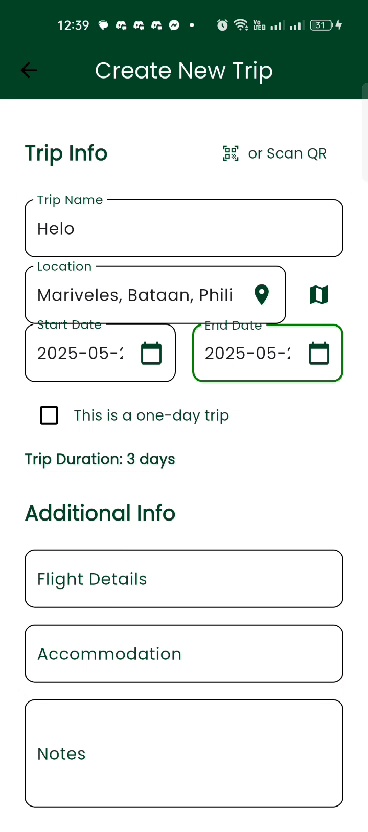 12:39
31
Create New Trip
Trip Info
or Scan QR
Trip Name
Helo
Location
Mariveles, Bataan, Phili
Start Date
End Date
2025-05-2
2025-05-2
This is a one-day trip
Trip Duration: 3 days
Additional Info
Flight Details
Accommodation
Notes